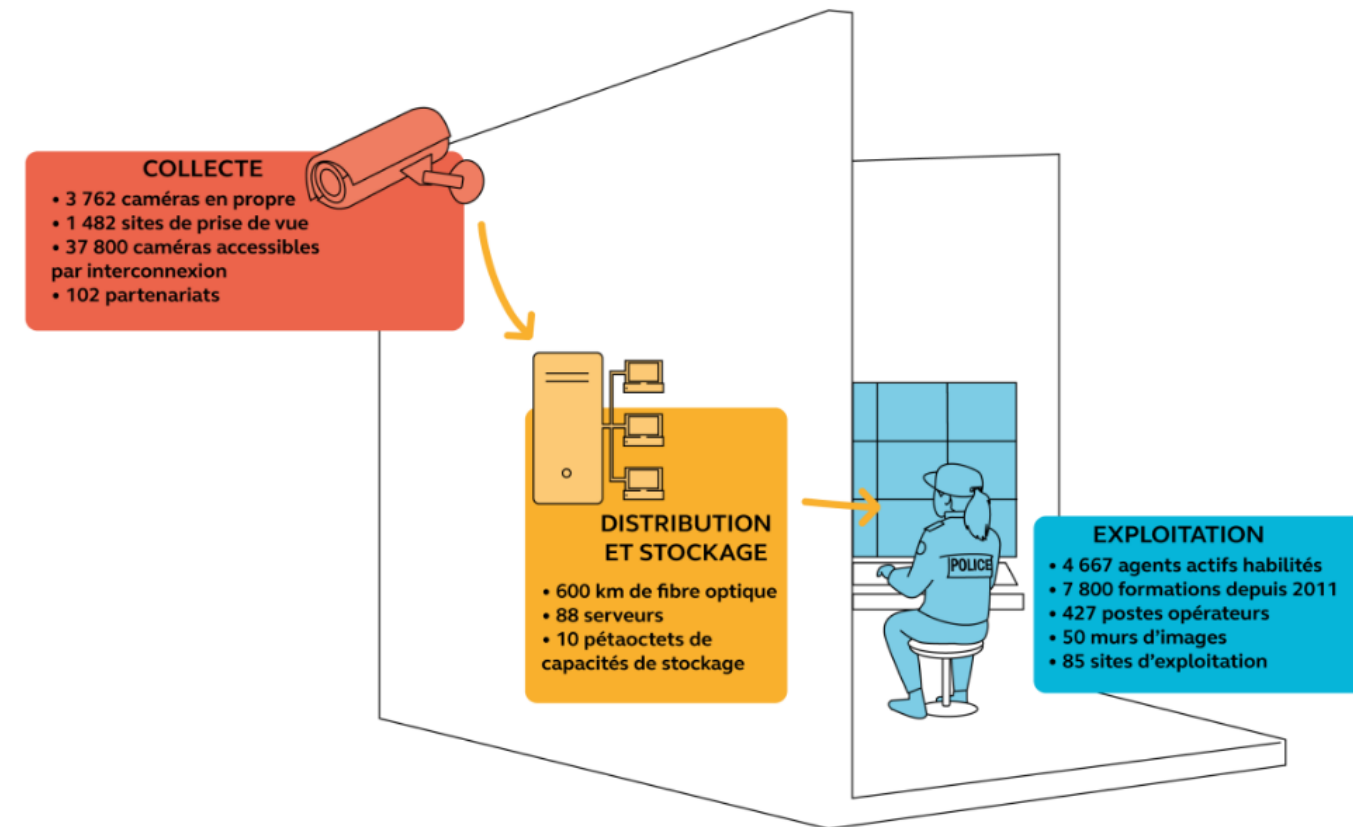 COLLECTE
• 3 762 caméras en propre
• 1 482 sites de prise de vue
• 37 800 caméras accessibles
par interconnexion
• 102 partenariats
DISTRIBUTION
ET STOCKAGE
• 600 km de fibre optique
• 88 serveurs
• 10 pétaoctets de
capacités de stockage
POLICE
EXPLOITATION
• 4 667 agents actifs habilités
• 7 800 formations depuis 2011
• 427 postes opérateurs
• 50 murs d'images
• 85 sites d'exploitation